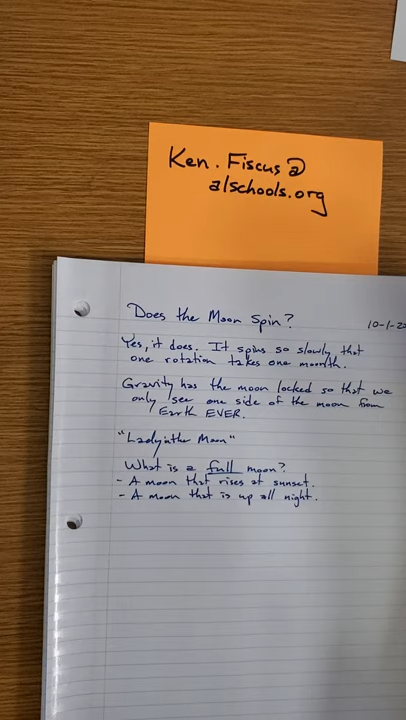 Ken.Fiscus@
alschools.org
Does the Moon Spin?
10-1-22
Yes, it does. It spins so slowly that
one rotation takes one moonth.
Gravity has the moon locked so that we
only see one side of the moon from
Earth EVER.
"Lady in the Moon"
What is a full moon?
- A moon that rises at sunset.
- A moon that is up all night.